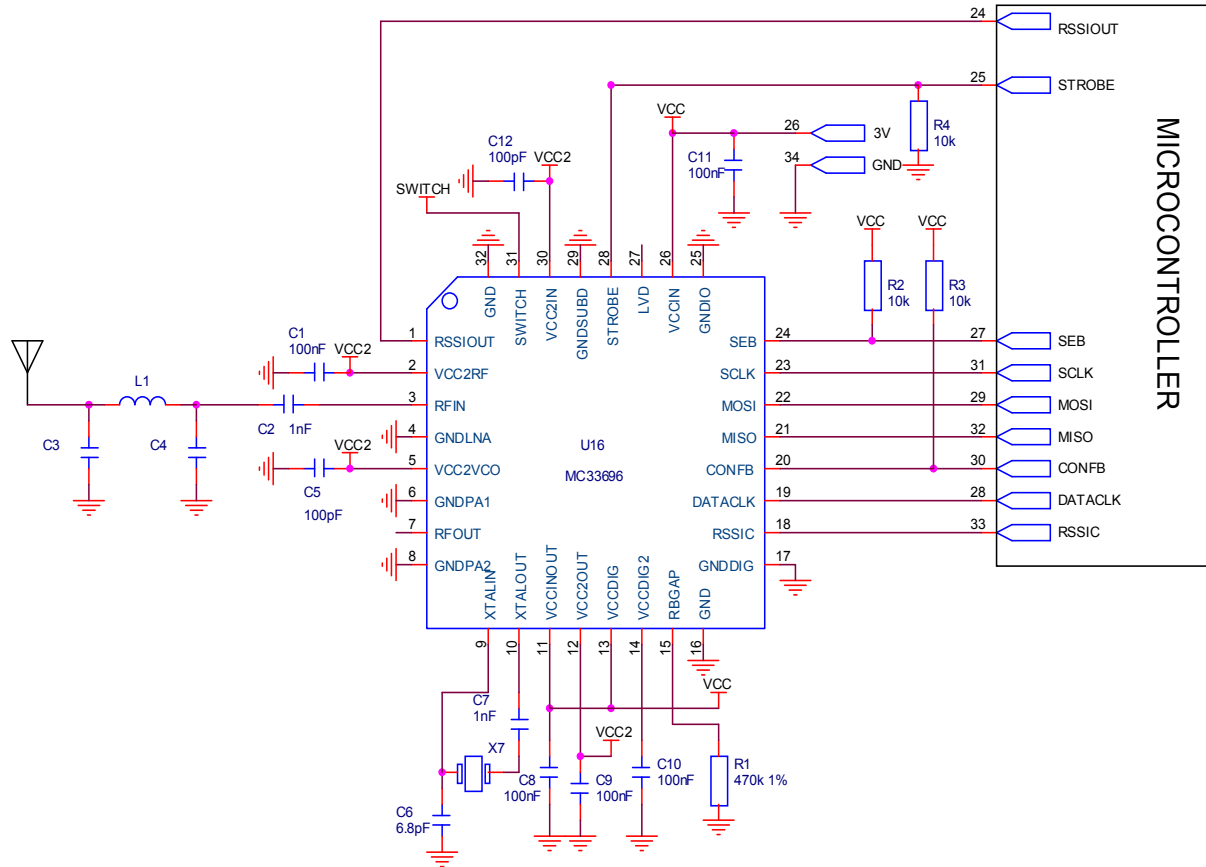 24
RSSIOUT
25
STROBE
MICROCONTROLLER
R4
10k
VCC
26
3V
34
GND
C11
100nF
C12
100pF
VCC2
SWITCH
VCC
VCC
R2
10k
R3
10k
32
31
30
29
28
27
26
25
GND
SWITCH
VCC2IN
GNDSUBD
STROBE
LVD
VCCIN
GNDIO
C1
100nF
VCC2
1
RSSIOUT
2
VCC2RF
3
RFIN
4
GNDLNA
5
VCC2VCO
6
GNDPA1
7
RFOUT
8
GNDPA2
L1
C2
1nF
C3
C4
VCC2
C5
100pF
U16
MC33696
SEB
24
27
SEB
SCLK
23
31
SCLK
MOSI
22
29
MOSI
MISO
21
32
MISO
CONFB
20
30
CONFB
DATACLK
19
28
DATACLK
RSSIC
18
33
RSSIC
GNDDIG
17
XTALIN
XTALOUT
VCCINOUT
VCC2OUT
VCCDIG
VCCDIG2
RBGAP
GND
9
10
11
12
13
14
15
16
VCC
C7
1nF
X7
VCC2
C8
100nF
C9
100nF
C10
100nF
R1
470k 1%
C6
6.8pF